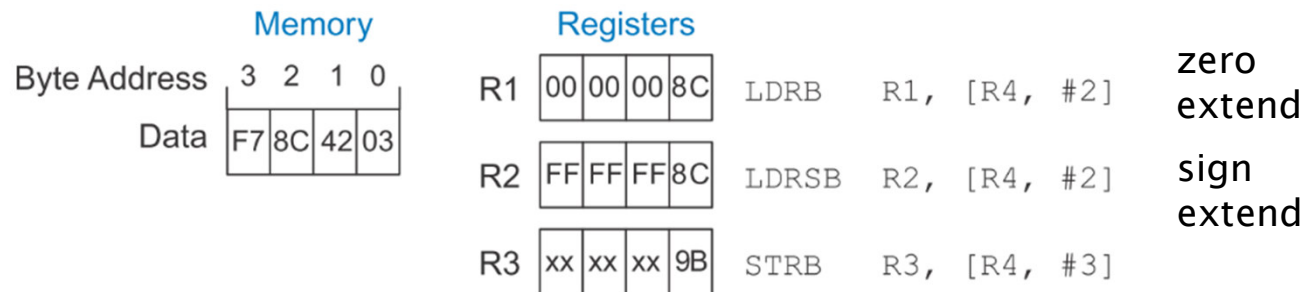 Memory
Registers
Byte Address 3 2 1 0
Data F7 8C 42 03
R1 00 00 00 8C LDRB R1, [R4, #2] zero extend
R2 FF FF FF 8C LDRSB R2, [R4, #2] sign extend
R3 xx xx xx 9B STRB R3, [R4, #3]